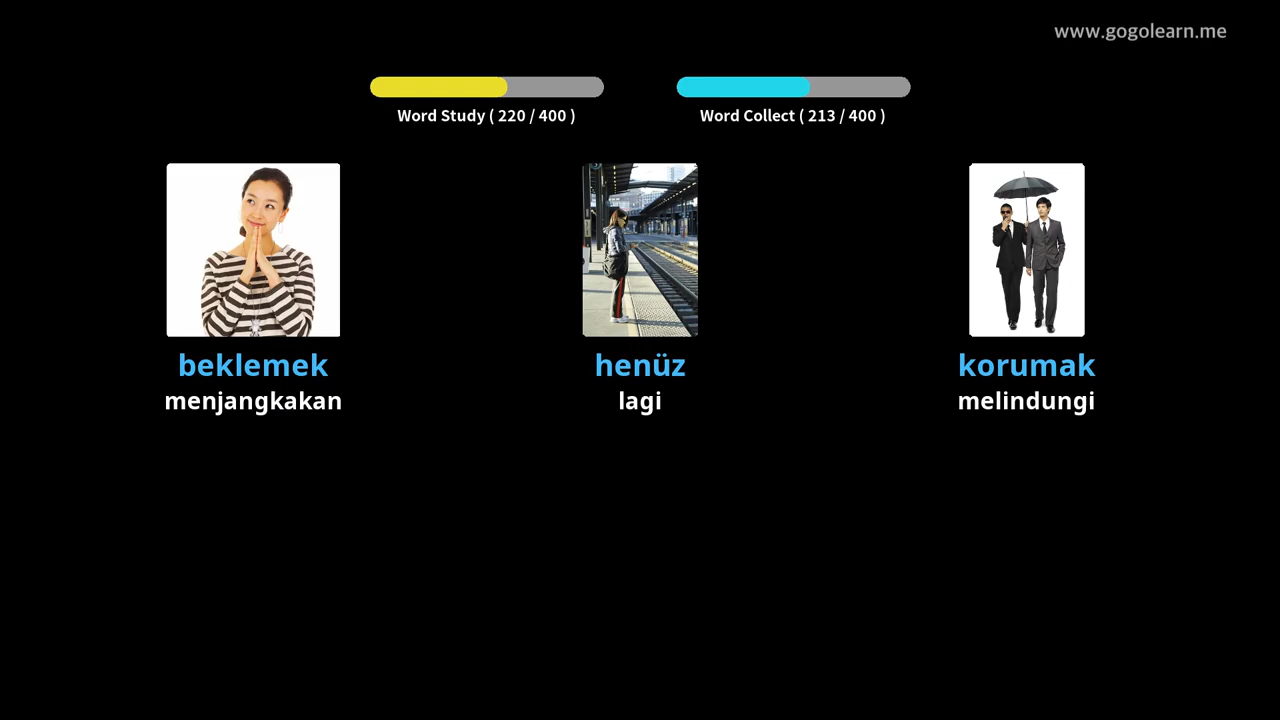 www.gogolearn.me
Word Study ( 220 / 400 )
Word Collect ( 213 / 400 )
beklemek
menjangkakan
henüz
lagi
korumak
melindungi